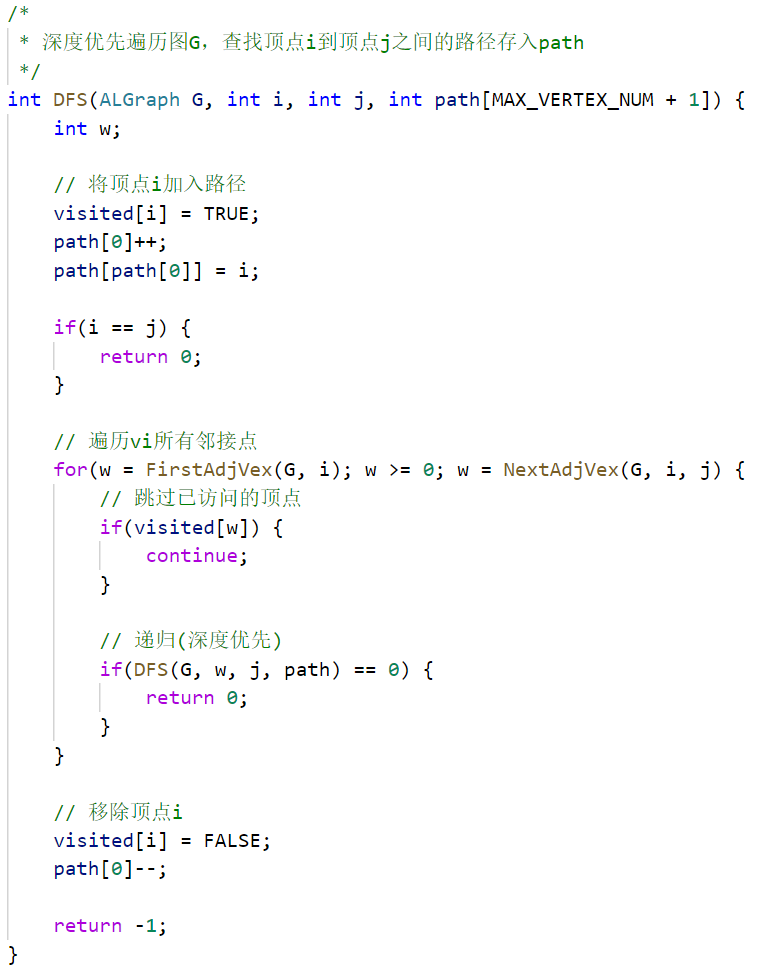 /*
 * 深度优先遍历图G，查找顶点i到顶点j之间的路径存入path
 */
int DFS(ALGraph G, int i, int j, int path[MAX_VERTEX_NUM + 1]) {
    int w;

    // 将顶点i加入路径
    visited[i] = TRUE;
    path[0]++;
    path[path[0]] = i;

    if(i == j) {
        return 0;
    }

    // 遍历vi所有邻接点
    for(w = FirstAdjVex(G, i); w >= 0; w = NextAdjVex(G, i, j) {
        // 跳过已访问的顶点
        if(visited[w]) {
            continue;
        }

        // 递归(深度优先)
        if(DFS(G, w, j, path) == 0) {
            return 0;
        }
    }

    // 移除顶点i
    visited[i] = FALSE;
    path[0]--;

    return -1;
}